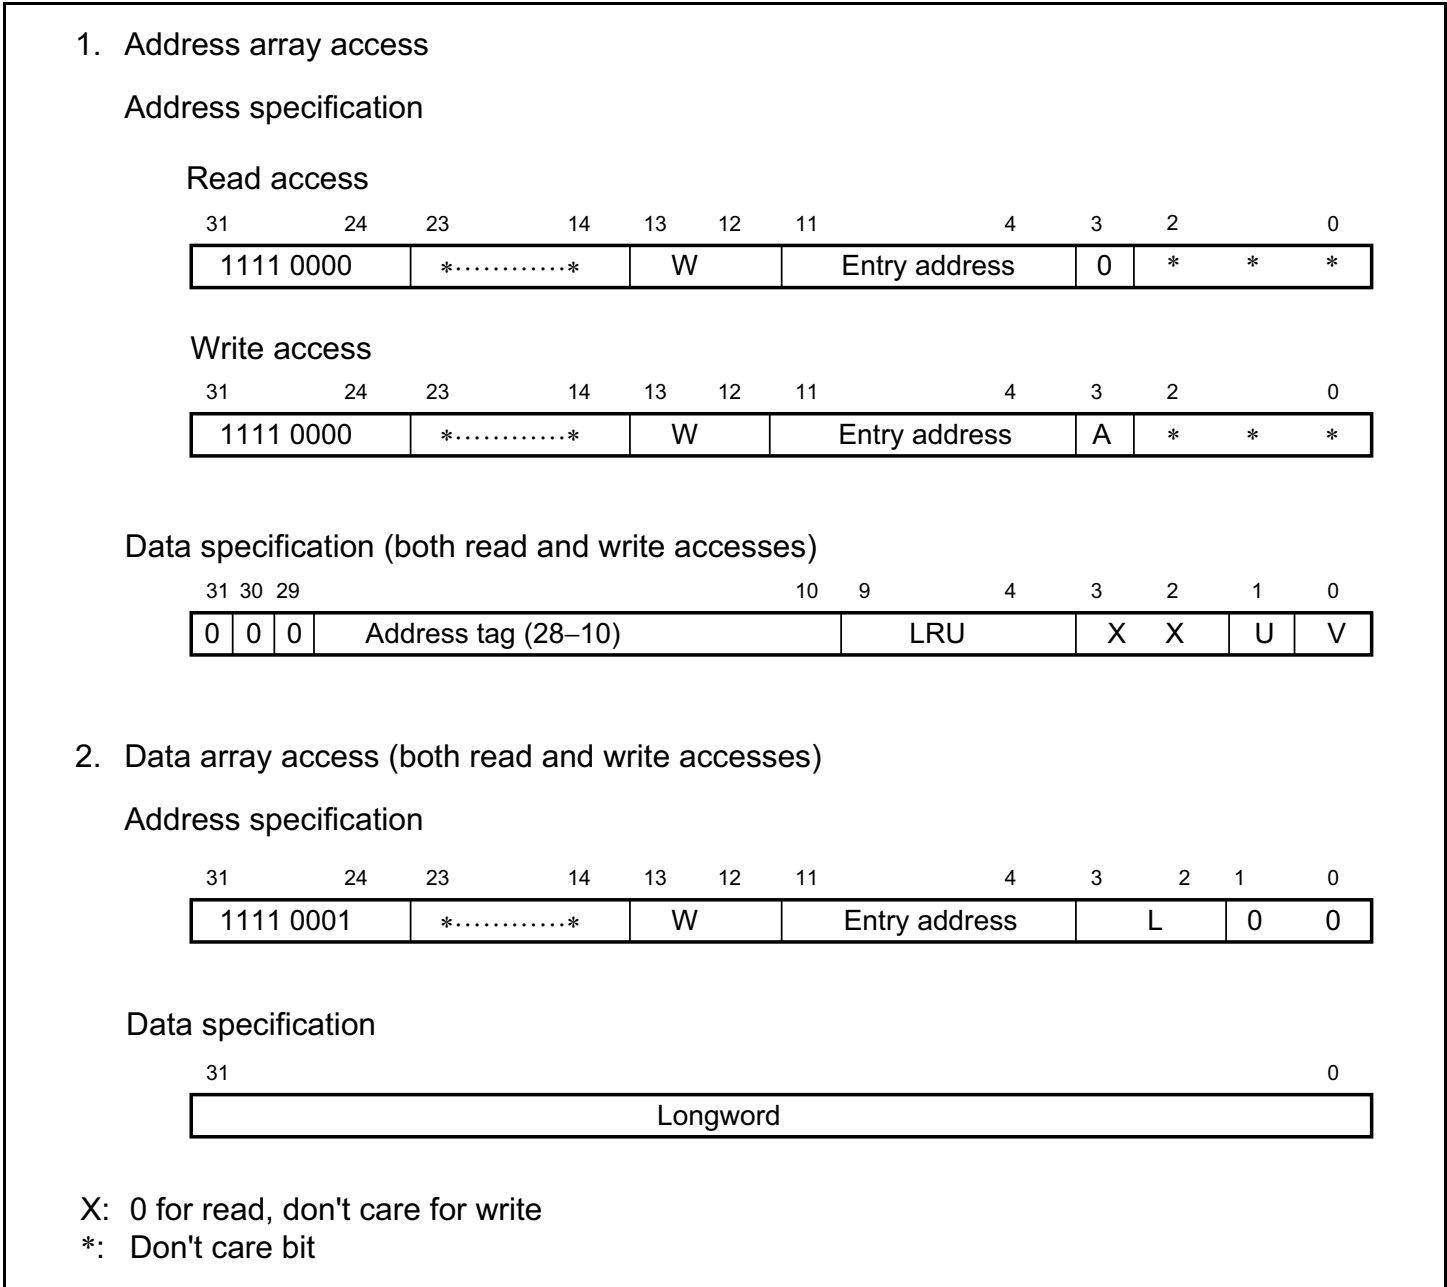 1. Address array access
Address specification
Read access
31 24 23 14 13 12 11 4 3 2 0
1111 0000 *············* W Entry address 0 * * *
Write access
31 24 23 14 13 12 11 4 3 2 0
1111 0000 *············* W Entry address A * * *
Data specification (both read and write accesses)
31 30 29 10 9 4 3 2 1 0
0 0 0 Address tag (28–10) LRU X X U V
2. Data array access (both read and write accesses)
Address specification
31 24 23 14 13 12 11 4 3 2 1 0
1111 0001 *············* W Entry address L 0 0
Data specification
31 0
Longword
X: 0 for read, don't care for write
*: Don't care bit